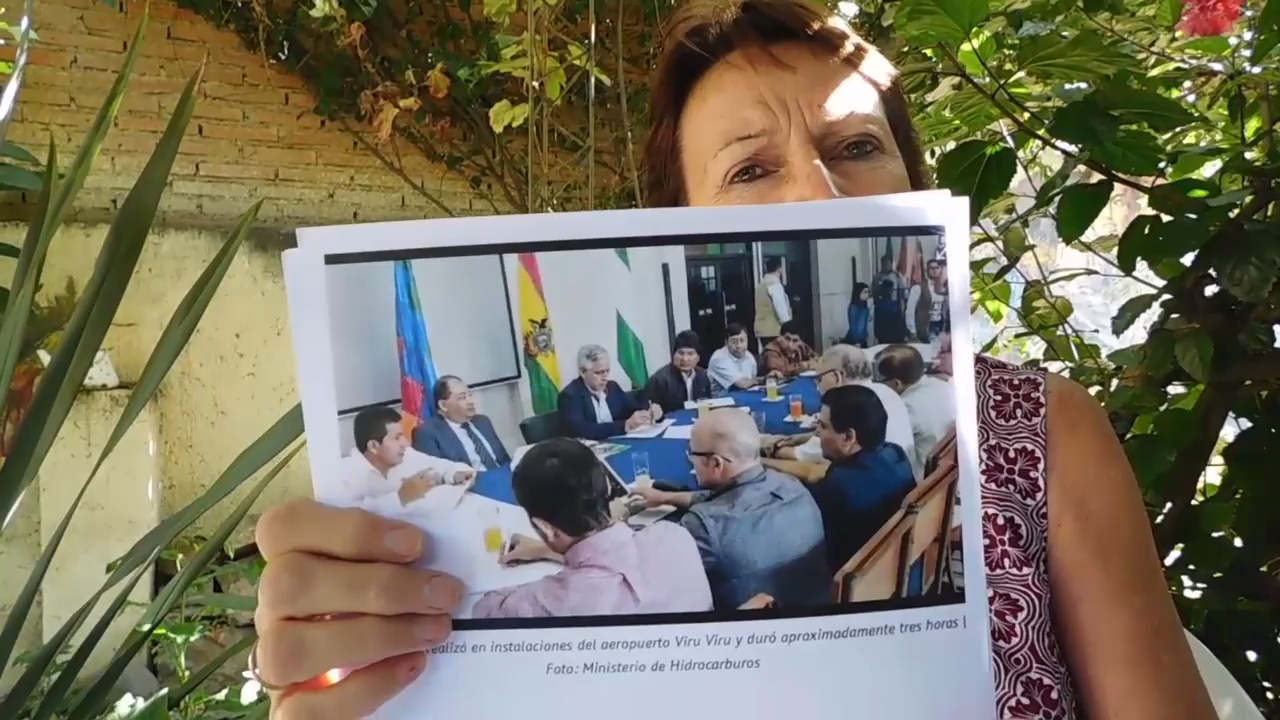 realizó en instalaciones del aeropuerto Viru Viru y duró aproximadamente tres horas |
Foto: Ministerio de Hidrocarburos